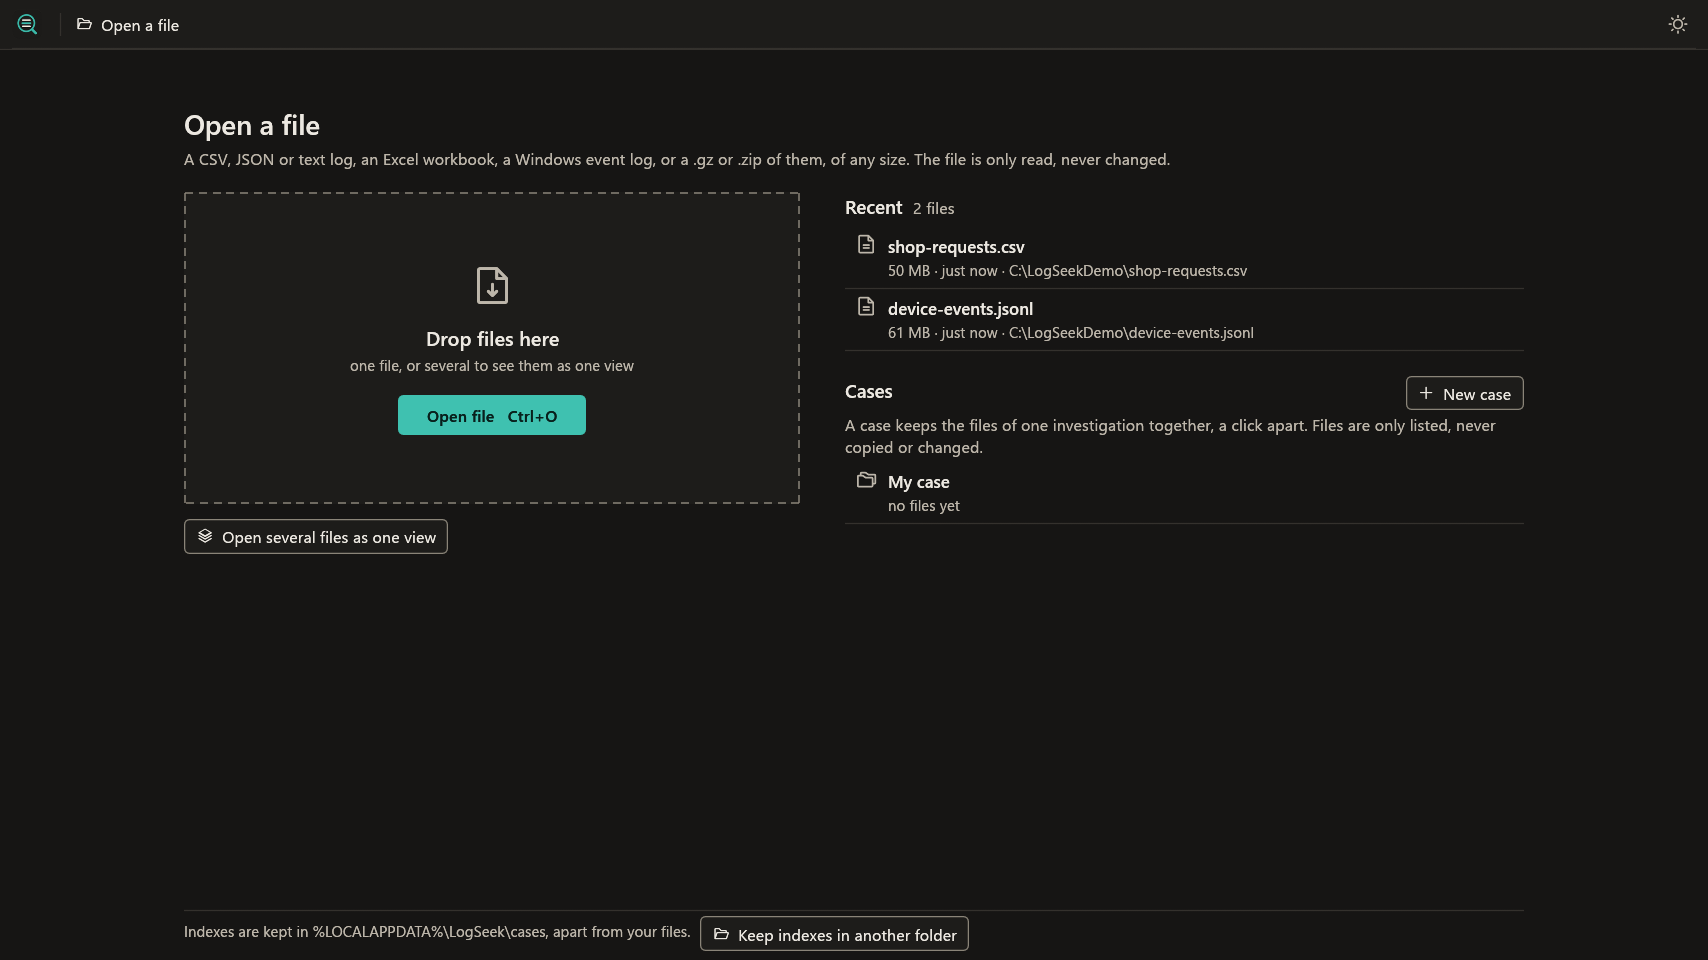 Open a file
Open a file
A CSV, JSON or text log, an Excel workbook, a Windows event log, or a .gz or .zip of them, of any size. The file is only read, never changed.
Drop files here
one file, or several to see them as one view
Open file Ctrl+O
Open several files as one view
Recent 2 files
shop-requests.csv
50 MB · just now · C:\LogSeekDemo\shop-requests.csv
device-events.jsonl
61 MB · just now · C:\LogSeekDemo\device-events.jsonl
Cases
New case
A case keeps the files of one investigation together, a click apart. Files are only listed, never
copied or changed.
My case
no files yet
Indexes are kept in %LOCALAPPDATA%\LogSeek\cases, apart from your files.
Keep indexes in another folder